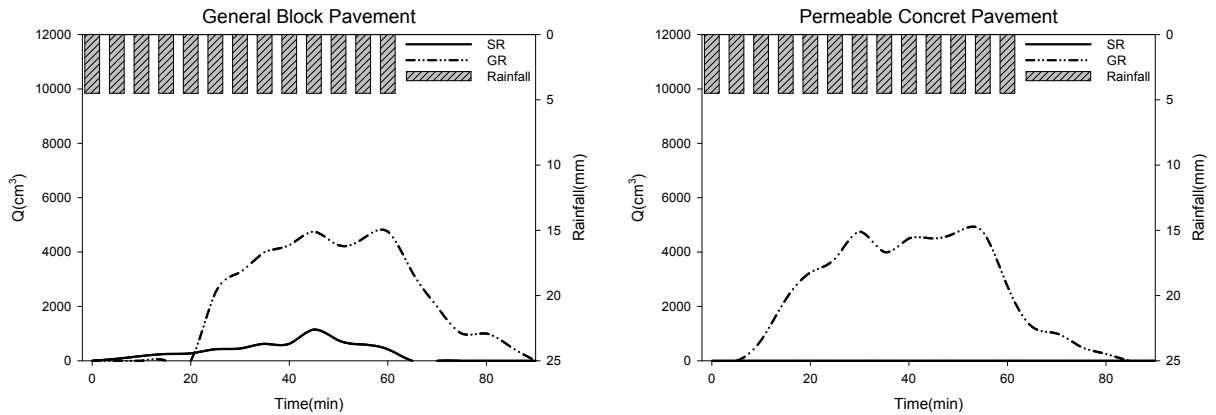 General Block Pavement
12000
10000
8000
6000
4000
2000
0
Q(cm³)
0
5
10
15
20
25
Rainfall(mm)
SR
GR
Rainfall
0
20
40
60
80
Time(min)
Permeable Concret Pavement
12000
10000
8000
6000
4000
2000
0
Q(cm³)
0
5
10
15
20
25
Rainfall(mm)
SR
GR
Rainfall
0
20
40
60
80
Time(min)